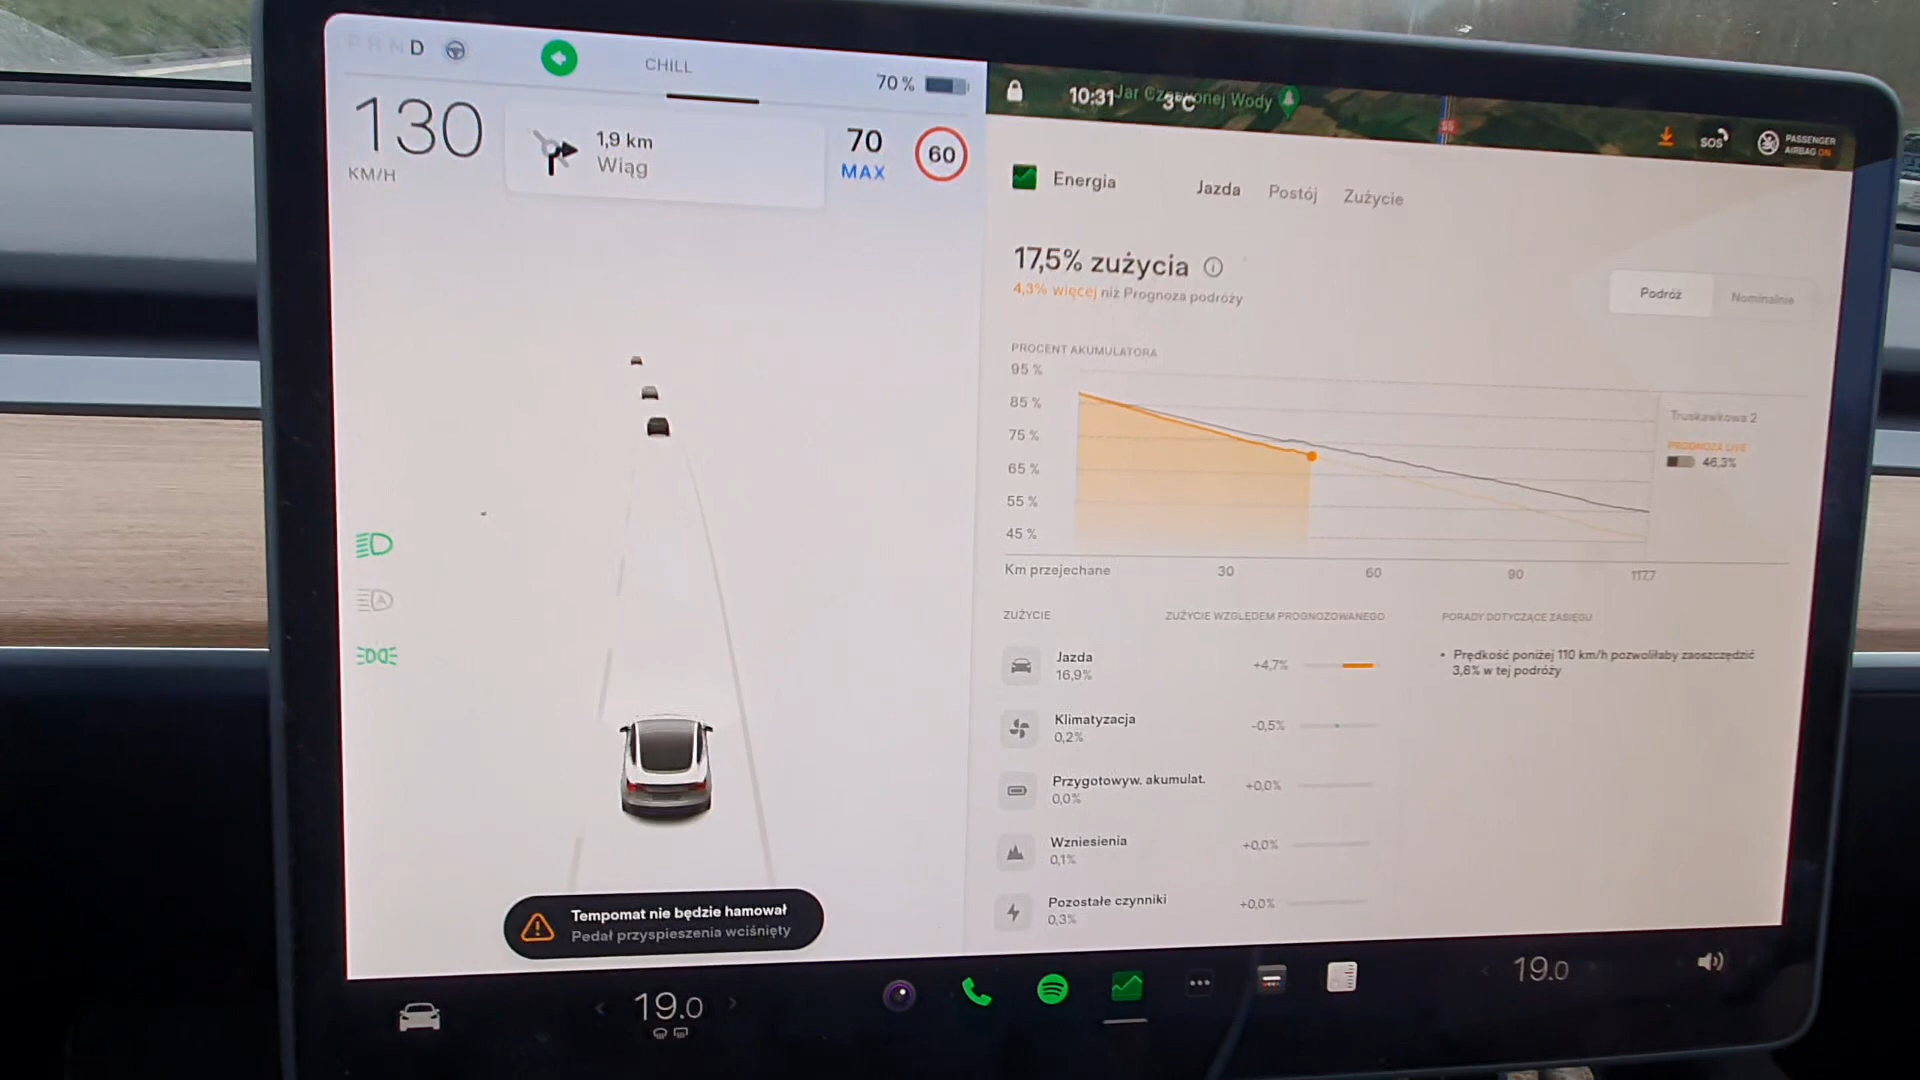 P R N D
CHILL
70 %
130
KM/H
1,9 km
Wiąg
70
MAX
60
10:31
3°C
S5
SOS
PASSENGER
AIRBAG ON
Energia
Jazda
Postój
Zużycie
17,5% zużycia
4,3% więcej niż Prognoza podróży
Podróż
Nominalnie
PROCENT AKUMULATORA
95 %
85 %
75 %
65 %
55 %
45 %
Truskawkowa 2
PROGNOZA LIVE
46,3%
Km przejechane
30
60
90
117,7
ZUŻYCIE
ZUŻYCIE WZGLĘDEM PROGNOZOWANEGO
PORADY DOTYCZĄCE ZASIĘGU
Jazda
16,9%
+4,7%
• Prędkość poniżej 110 km/h pozwoliłaby zaoszczędzić
3,8% w tej podróży
Klimatyzacja
0,2%
-0,5%
Przygotowyw. akumulat.
0,0%
+0,0%
Wzniesienia
0,1%
+0,0%
Pozostałe czynniki
0,3%
+0,0%
Tempomat nie będzie hamował
Pedał przyspieszenia wciśnięty
19.0
19.0